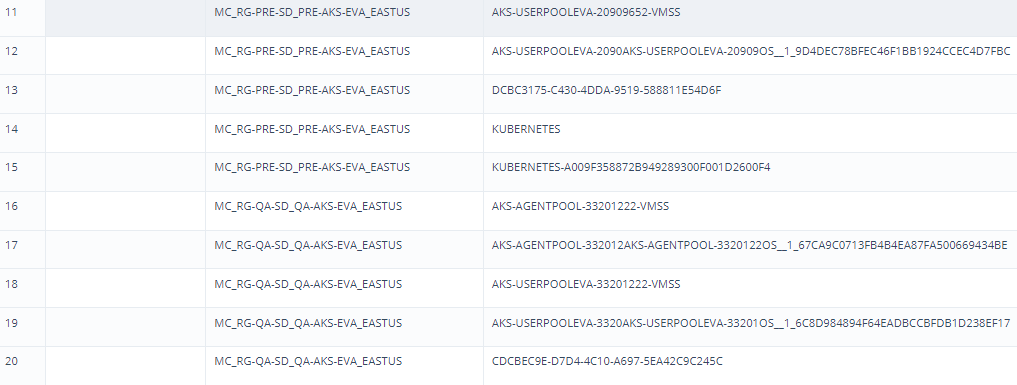 11 MC_RG-PRE-SD_PRE-AKS-EVA_EASTUS AKS-USERPOOLEVA-20909652-VMSS
12 MC_RG-PRE-SD_PRE-AKS-EVA_EASTUS AKS-USERPOOLEVA-2090AKS-USERPOOLEVA-20909OS__1_9D4DEC78BFEC46F1BB1924CCEC4D7FBC
13 MC_RG-PRE-SD_PRE-AKS-EVA_EASTUS DCBC3175-C430-4DDA-9519-588811E54D6F
14 MC_RG-PRE-SD_PRE-AKS-EVA_EASTUS KUBERNETES
15 MC_RG-PRE-SD_PRE-AKS-EVA_EASTUS KUBERNETES-A009F358872B949289300F001D2600F4
16 MC_RG-QA-SD_QA-AKS-EVA_EASTUS AKS-AGENTPOOL-33201222-VMSS
17 MC_RG-QA-SD_QA-AKS-EVA_EASTUS AKS-AGENTPOOL-332012AKS-AGENTPOOL-3320122OS__1_67CA9C0713FB4B4EA87FA500669434BE
18 MC_RG-QA-SD_QA-AKS-EVA_EASTUS AKS-USERPOOLEVA-33201222-VMSS
19 MC_RG-QA-SD_QA-AKS-EVA_EASTUS AKS-USERPOOLEVA-3320AKS-USERPOOLEVA-33201OS__1_6C8D984894F64EADBCCBFDB1D238EF17
20 MC_RG-QA-SD_QA-AKS-EVA_EASTUS CDCBEC9E-D7D4-4C10-A697-5EA42C9C245C